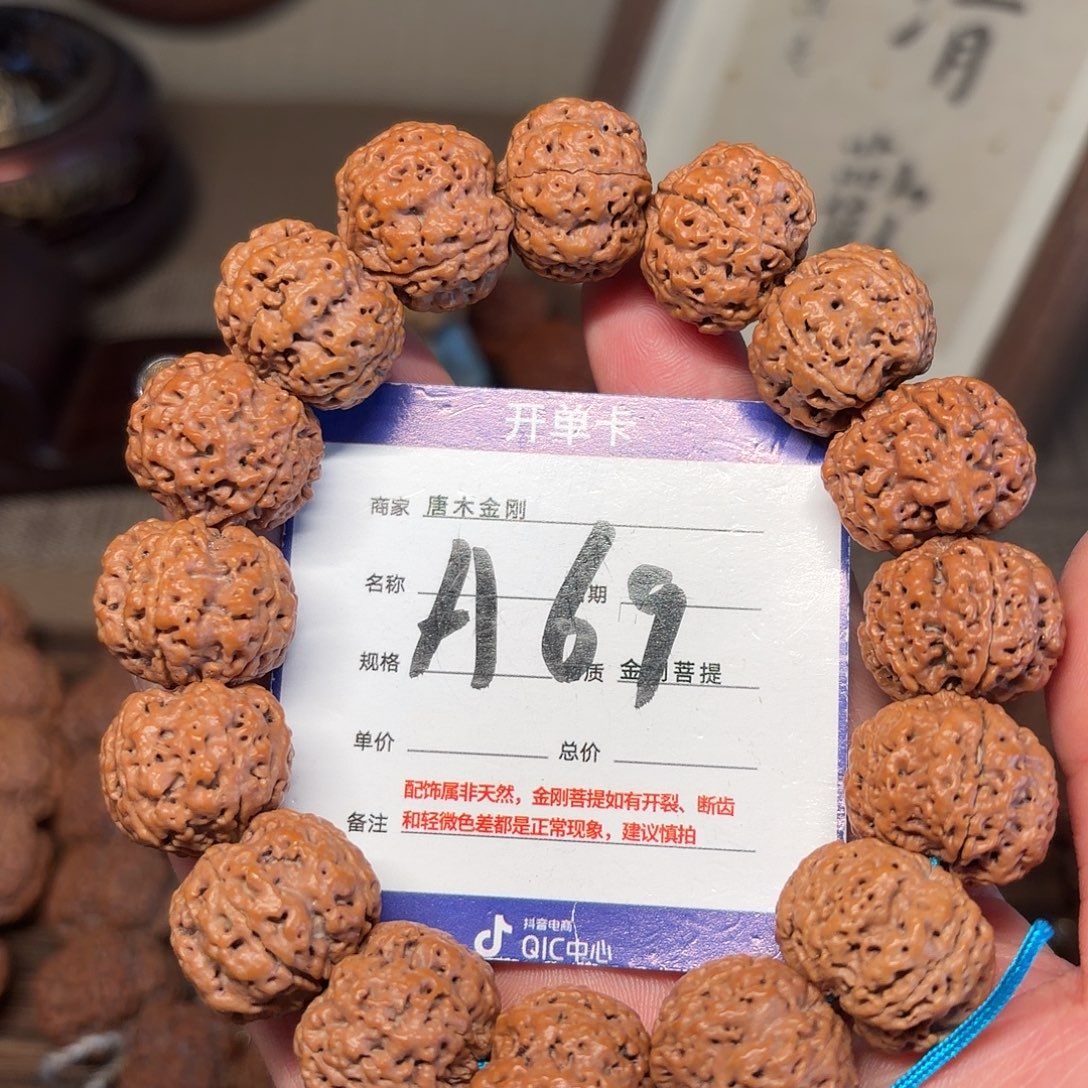 开单卡
商家 唐木金刚
名称 期
规格 质 金刚菩提
A69
单价 总价
配饰属非天然，金刚菩提如有开裂、断齿
备注 和轻微色差都是正常现象，建议慎拍
抖音电商
QIC中心